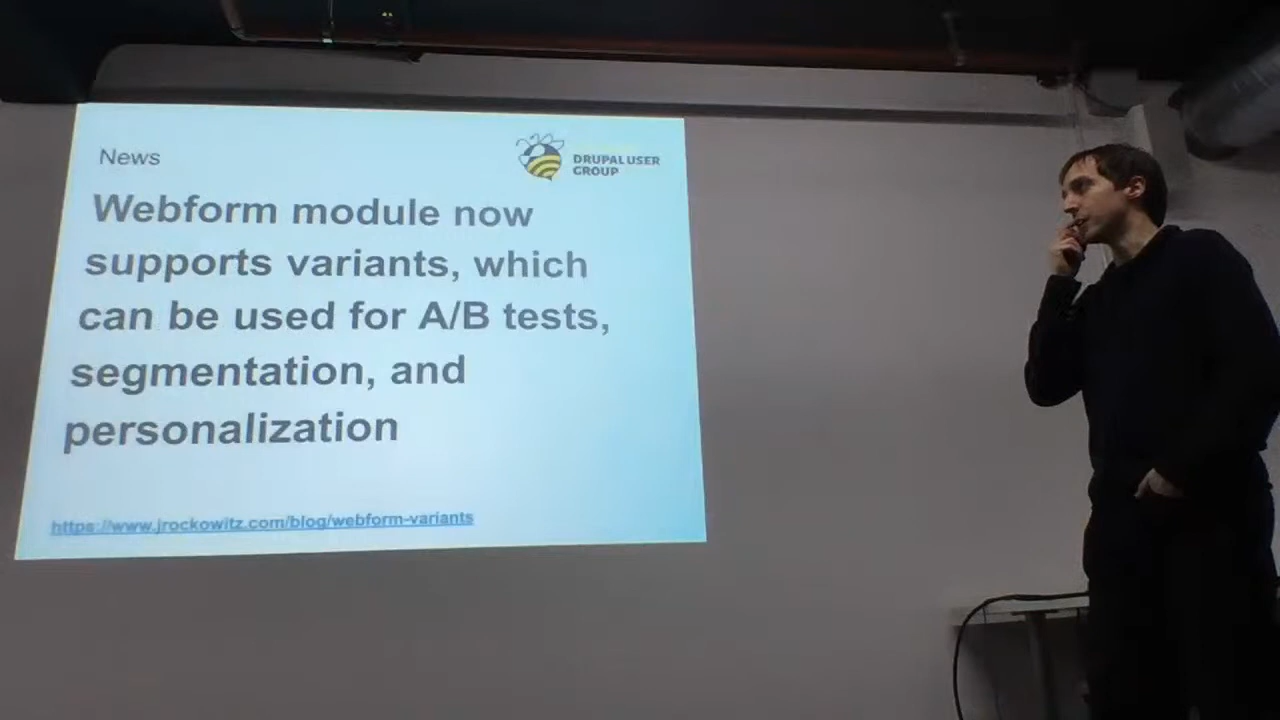 News
DRUPAL USER
GROUP
Webform module now
supports variants, which
can be used for A/B tests,
segmentation, and
personalization
https://www.jrockowitz.com/blog/webform-variants